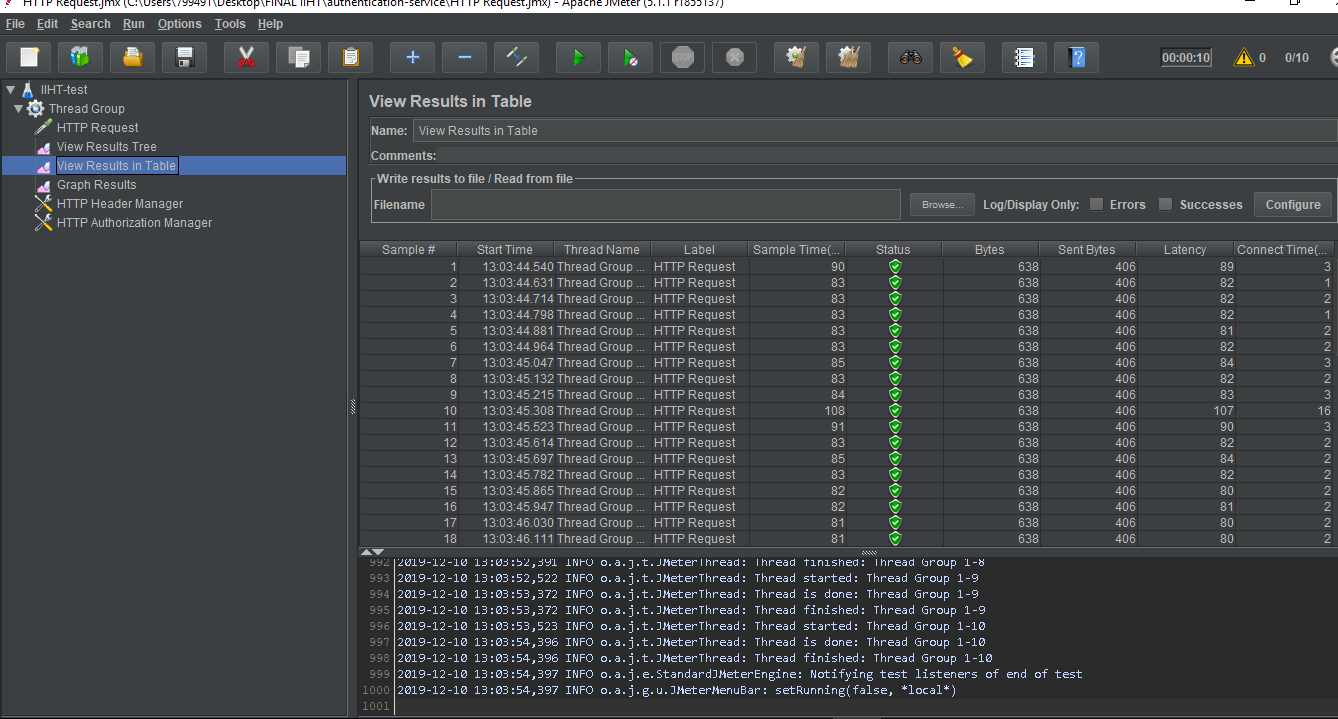 HTTP Request.jmx (C:\Users\799491\Desktop\FINAL IIHT\authentication-service\HTTP Request.jmx) - Apache JMeter (5.1.1 r1855137)
File Edit Search Run Options Tools Help
STOP 00:00:10 0 0/10
IIHT-test
Thread Group
HTTP Request
View Results Tree
View Results in Table
Graph Results
HTTP Header Manager
HTTP Authorization Manager
View Results in Table
Name: View Results in Table
Comments:
Write results to file / Read from file
Filename Browse... Log/Display Only: Errors Successes Configure
Sample # Start Time Thread Name Label Sample Time(... Status Bytes Sent Bytes Latency Connect Time(...
1 13:03:44.540 Thread Group ... HTTP Request 90 638 406 89 3
2 13:03:44.631 Thread Group ... HTTP Request 83 638 406 82 1
3 13:03:44.714 Thread Group ... HTTP Request 83 638 406 82 2
4 13:03:44.798 Thread Group ... HTTP Request 83 638 406 82 1
5 13:03:44.881 Thread Group ... HTTP Request 83 638 406 81 2
6 13:03:44.964 Thread Group ... HTTP Request 83 638 406 82 2
7 13:03:45.047 Thread Group ... HTTP Request 85 638 406 84 3
8 13:03:45.132 Thread Group ... HTTP Request 83 638 406 82 2
9 13:03:45.215 Thread Group ... HTTP Request 84 638 406 83 3
10 13:03:45.308 Thread Group ... HTTP Request 108 638 406 107 16
11 13:03:45.523 Thread Group ... HTTP Request 91 638 406 90 3
12 13:03:45.614 Thread Group ... HTTP Request 83 638 406 82 2
13 13:03:45.697 Thread Group ... HTTP Request 85 638 406 84 2
14 13:03:45.782 Thread Group ... HTTP Request 83 638 406 82 2
15 13:03:45.865 Thread Group ... HTTP Request 82 638 406 80 2
16 13:03:45.947 Thread Group ... HTTP Request 82 638 406 81 2
17 13:03:46.030 Thread Group ... HTTP Request 81 638 406 80 2
18 13:03:46.111 Thread Group ... HTTP Request 81 638 406 80 2
992 2019-12-10 13:03:52,391 INFO o.a.j.t.JMeterThread: Thread finished: Thread Group 1-8
993 2019-12-10 13:03:52,522 INFO o.a.j.t.JMeterThread: Thread started: Thread Group 1-9
994 2019-12-10 13:03:53,372 INFO o.a.j.t.JMeterThread: Thread is done: Thread Group 1-9
995 2019-12-10 13:03:53,372 INFO o.a.j.t.JMeterThread: Thread finished: Thread Group 1-9
996 2019-12-10 13:03:53,523 INFO o.a.j.t.JMeterThread: Thread started: Thread Group 1-10
997 2019-12-10 13:03:54,396 INFO o.a.j.t.JMeterThread: Thread is done: Thread Group 1-10
998 2019-12-10 13:03:54,396 INFO o.a.j.t.JMeterThread: Thread finished: Thread Group 1-10
999 2019-12-10 13:03:54,397 INFO o.a.j.e.StandardJMeterEngine: Notifying test listeners of end of test
1000 2019-12-10 13:03:54,397 INFO o.a.j.g.u.JMeterMenuBar: setRunning(false, *local*)
1001